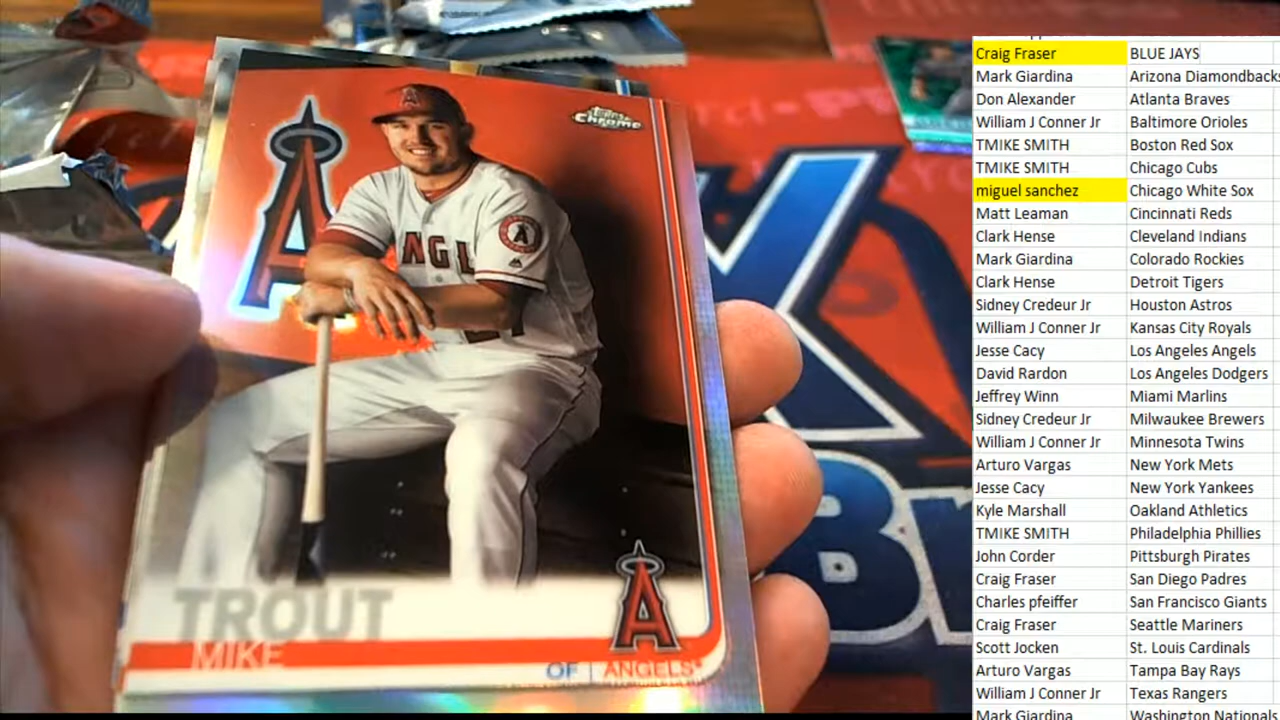 Topps
Chrome
A
A
ANGL
A
TROUT
MIKE
OF | ANGELS
A
Br
Craig Fraser BLUE JAYS
Mark Giardina Arizona Diamondbacks
Don Alexander Atlanta Braves
William J Conner Jr Baltimore Orioles
TMIKE SMITH Boston Red Sox
TMIKE SMITH Chicago Cubs
miguel sanchez Chicago White Sox
Matt Leaman Cincinnati Reds
Clark Hense Cleveland Indians
Mark Giardina Colorado Rockies
Clark Hense Detroit Tigers
Sidney Credeur Jr Houston Astros
William J Conner Jr Kansas City Royals
Jesse Cacy Los Angeles Angels
David Rardon Los Angeles Dodgers
Jeffrey Winn Miami Marlins
Sidney Credeur Jr Milwaukee Brewers
William J Conner Jr Minnesota Twins
Arturo Vargas New York Mets
Jesse Cacy New York Yankees
Kyle Marshall Oakland Athletics
TMIKE SMITH Philadelphia Phillies
John Corder Pittsburgh Pirates
Craig Fraser San Diego Padres
Charles pfeiffer San Francisco Giants
Craig Fraser Seattle Mariners
Scott Jocken St. Louis Cardinals
Arturo Vargas Tampa Bay Rays
William J Conner Jr Texas Rangers
Mark Giardina Washington Nationals